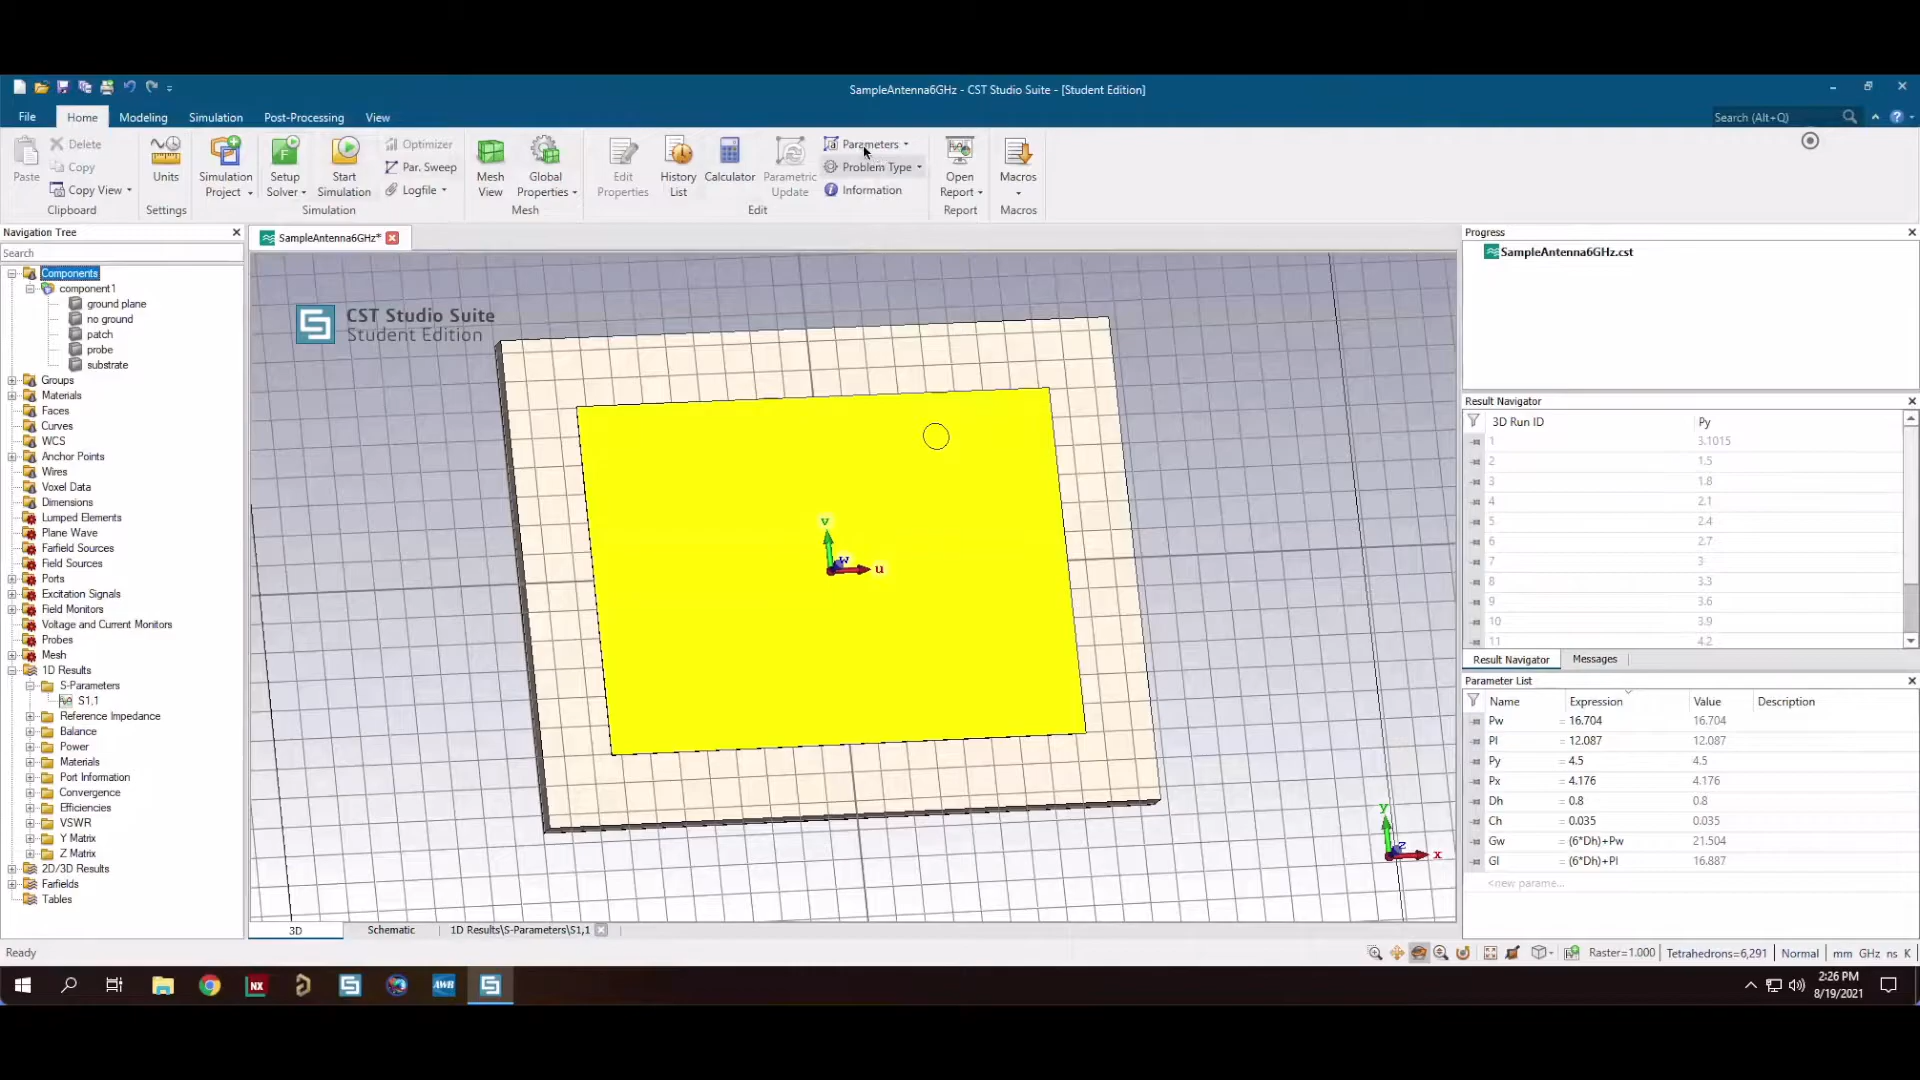 SampleAntenna6GHz - CST Studio Suite - [Student Edition]
File Home Modeling Simulation Post-Processing View
Search (Alt+Q)
Paste
Delete
Copy
Copy View
Clipboard
Units
Settings
Simulation Project
Setup Solver
Start Simulation
Optimizer
Par. Sweep
Logfile
Simulation
Mesh View
Global Properties
Mesh
Edit Properties
History List
Calculator
Parametric Update
Parameters
Problem Type
Information
Edit
Open Report
Report
Macros
Macros
Navigation Tree
Search
Components
component1
ground plane
no ground
patch
probe
substrate
Groups
Materials
Faces
Curves
WCS
Anchor Points
Wires
Voxel Data
Dimensions
Lumped Elements
Plane Wave
Farfield Sources
Field Sources
Ports
Excitation Signals
Field Monitors
Voltage and Current Monitors
Probes
Mesh
1D Results
S-Parameters
S1,1
Reference Impedance
Balance
Power
Materials
Port Information
Convergence
Efficiencies
VSWR
Y Matrix
Z Matrix
2D/3D Results
Farfields
Tables
SampleAntenna6GHz*
CST Studio Suite
Student Edition
v
w
u
y
z
x
3D
Schematic
1D Results\S-Parameters\S1,1
Progress
SampleAntenna6GHz.cst
Result Navigator
3D Run ID Py
1 3.1015
2 1.5
3 1.8
4 2.1
5 2.4
6 2.7
7 3
8 3.3
9 3.6
10 3.9
11 4.2
Result Navigator Messages
Parameter List
Name Expression Value Description
Pw = 16.704 16.704
Pl = 12.087 12.087
Py = 4.5 4.5
Px = 4.176 4.176
Dh = 0.8 0.8
Ch = 0.035 0.035
Gw = (6*Dh)+Pw 21.504
Gl = (6*Dh)+Pl 16.887
<new parame...
Ready
Raster=1.000 Tetrahedrons=6,291 Normal mm GHz ns K
NX
AWR
2:26 PM
8/19/2021